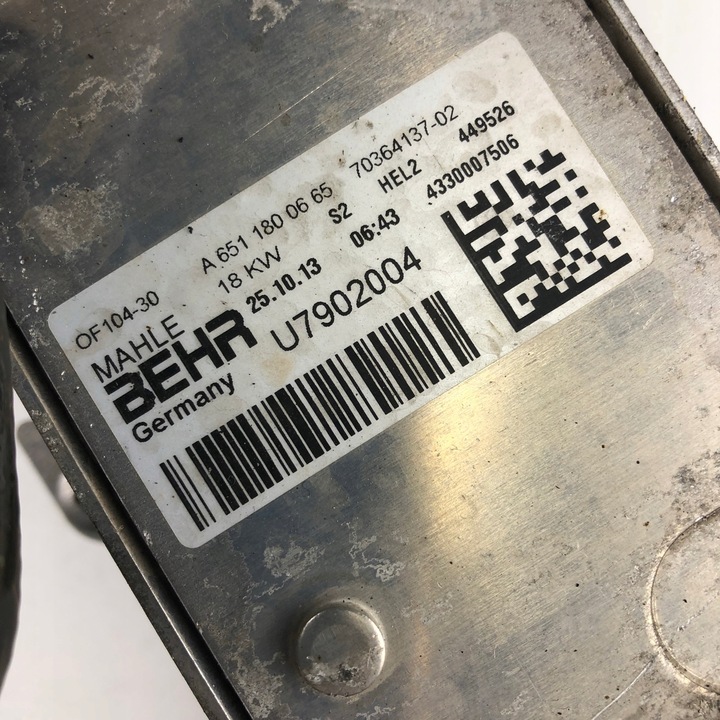 OF104-30 A 651 180 06 65 70364137-02
MAHLE 18 KW S2 HEL2 449526
BEHR 25.10.13 06:43 4330007506
Germany U7902004